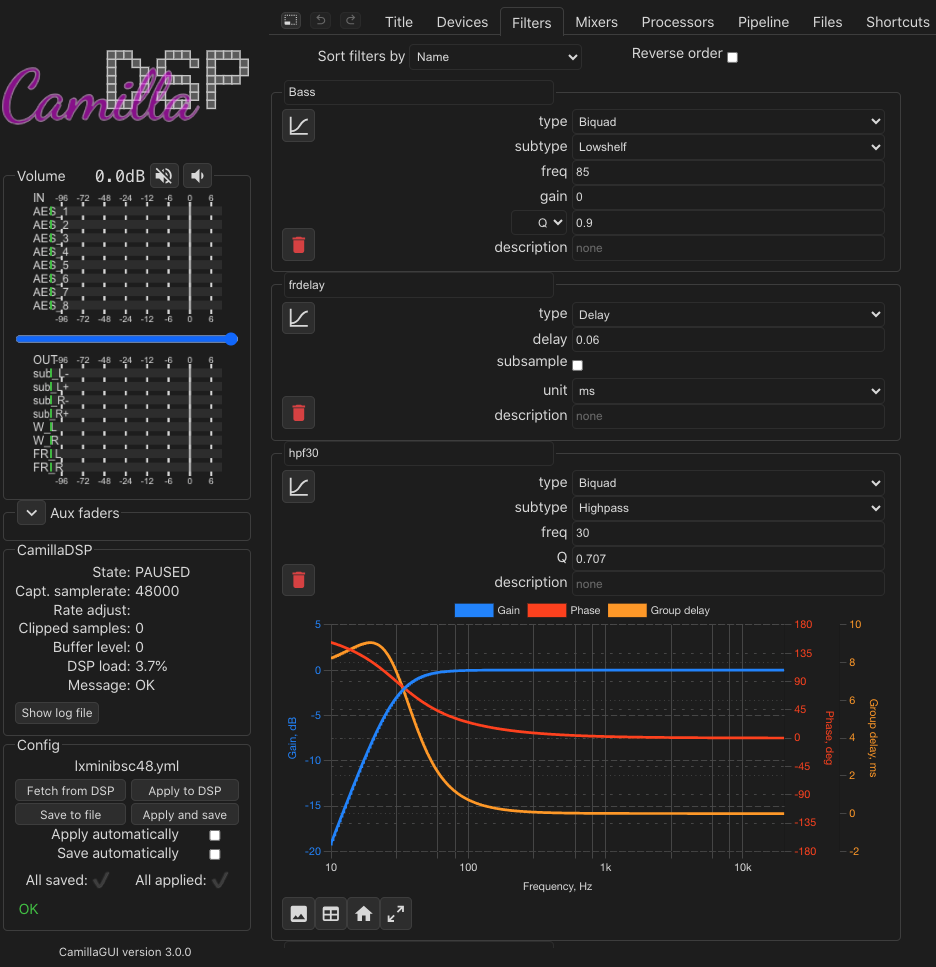 Camilla DSP
Title Devices Filters Mixers Processors Pipeline Files Shortcuts
Sort filters by Name Reverse order
Volume 0.0dB
IN -96 -72 -48 -24 -12 -6 0 6
AES_1
AES_2
AES_3
AES_4
AES_5
AES_6
AES_7
AES_8
-96 -72 -48 -24 -12 -6 0 6
OUT -96 -72 -48 -24 -12 -6 0 6
sub_L-
sub_L+
sub_R-
sub_R+
W_L
W_R
FR_L
FR_R
-96 -72 -48 -24 -12 -6 0 6
Aux faders
CamillaDSP
State: PAUSED
Capt. samplerate: 48000
Rate adjust:
Clipped samples: 0
Buffer level: 0
DSP load: 3.7%
Message: OK
Show log file
Config
lxminibsc48.yml
Fetch from DSP Apply to DSP
Save to file Apply and save
Apply automatically
Save automatically
All saved: All applied:
OK
CamillaGUI version 3.0.0
Bass
type Biquad
subtype Lowshelf
freq 85
gain 0
Q 0.9
description none
frdelay
type Delay
delay 0.06
subsample
unit ms
description none
hpf30
type Biquad
subtype Highpass
freq 30
Q 0.707
description none
Gain Phase Group delay
Gain, dB
5
0
-5
-10
-15
-20
180
135
90
45
0
-45
-90
-135
-180
Phase, deg
10
8
6
4
2
0
-2
Group delay, ms
10 100 1k 10k
Frequency, Hz